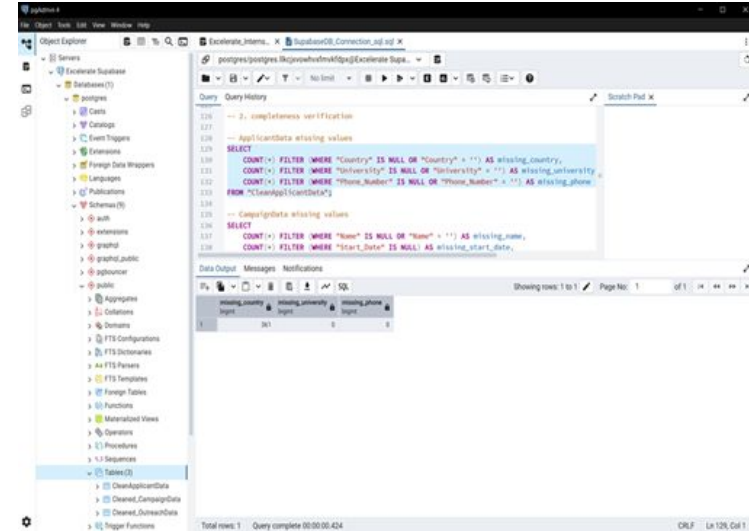 pgAdmin 4
File Object Tools Edit View Window Help
Object Explorer
Excelerate_Interns... X
SupabaseDB_Connection_sql.sql X
Servers
Excelerate Supabase
Databases (1)
postgres
Casts
Catalogs
Event Triggers
Extensions
Foreign Data Wrappers
Languages
Publications
Schemas (9)
auth
extensions
graphql
graphql_public
pgbouncer
public
Aggregates
Collations
Domains
FTS Configurations
FTS Dictionaries
FTS Parsers
FTS Templates
Foreign Tables
Functions
Materialized Views
Operators
Procedures
1..3 Sequences
Tables (3)
CleanApplicantData
Cleaned_CampaignData
Cleaned_OutreachData
Trigger Functions
No limit
Query Query History
Scratch Pad X
126 -- 2. completeness verification
127
128 -- ApplicantData missing values
129 SELECT
130 COUNT(*) FILTER (WHERE "Country" IS NULL OR "Country" = '') AS missing_country,
131 COUNT(*) FILTER (WHERE "University" IS NULL OR "University" = '') AS missing_university
132 COUNT(*) FILTER (WHERE "Phone_Number" IS NULL OR "Phone_Number" = '') AS missing_phone
133 FROM "CleanApplicantData";
134
135 -- CampaignData missing values
136 SELECT
137 COUNT(*) FILTER (WHERE "Name" IS NULL OR "Name" = '') AS missing_name,
138 COUNT(*) FILTER (WHERE "Start_Date" IS NULL) AS missing_start_date,
Data Output Messages Notifications
SQL
Showing rows: 1 to 1
Page No: 1 of 1
missing_country bigint
missing_university bigint
missing_phone bigint
1 361 0 0
Total rows: 1 Query complete 00:00:00.424
CRLF Ln 129, Col 1